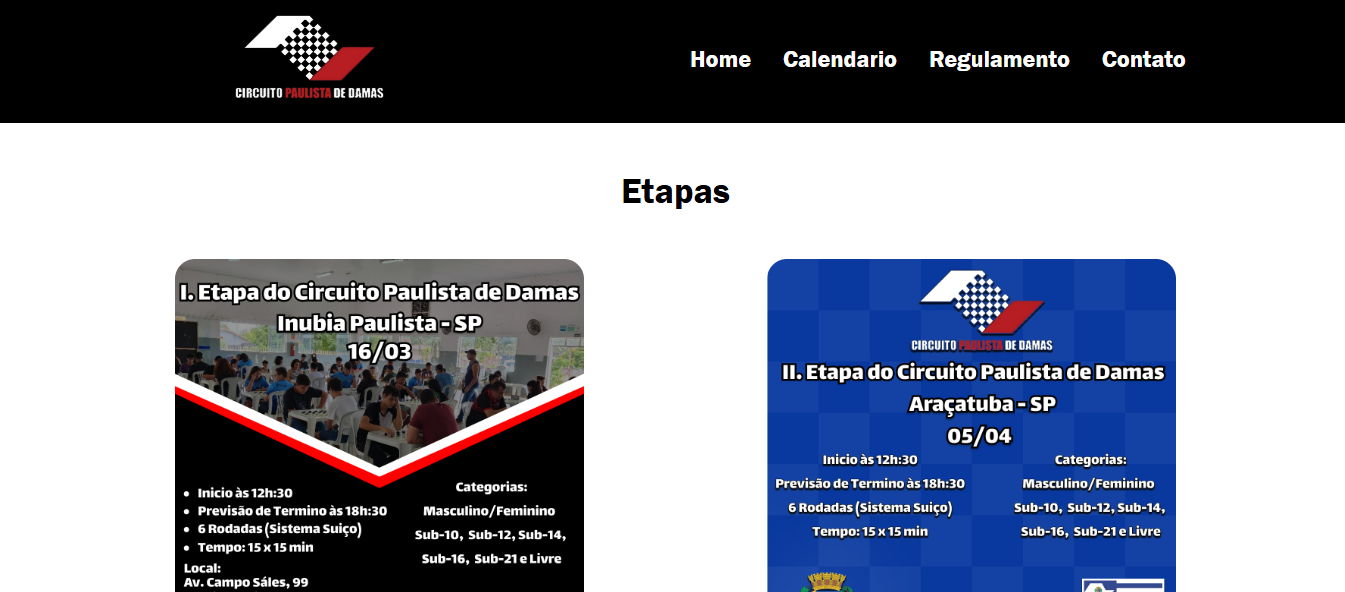 CIRCUITO PAULISTA DE DAMAS
Home
Calendario
Regulamento
Contato
Etapas
I. Etapa do Circuito Paulista de Damas
Inubia Paulista - SP
16/03
• Inicio às 12h:30
• Previsão de Termino às 18h:30
• 6 Rodadas (Sistema Suiço)
• Tempo: 15 x 15 min
Local:
Av. Campo Sáles, 99
Categorias:
Masculino/Feminino
Sub-10, Sub-12, Sub-14,
Sub-16, Sub-21 e Livre
CIRCUITO PAULISTA DE DAMAS
II. Etapa do Circuito Paulista de Damas
Araçatuba - SP
05/04
Inicio às 12h:30
Previsão de Termino às 18h:30
6 Rodadas (Sistema Suiço)
Tempo: 15 x 15 min
Categorias:
Masculino/Feminino
Sub-10, Sub-12, Sub-14,
Sub-16, Sub-21 e Livre